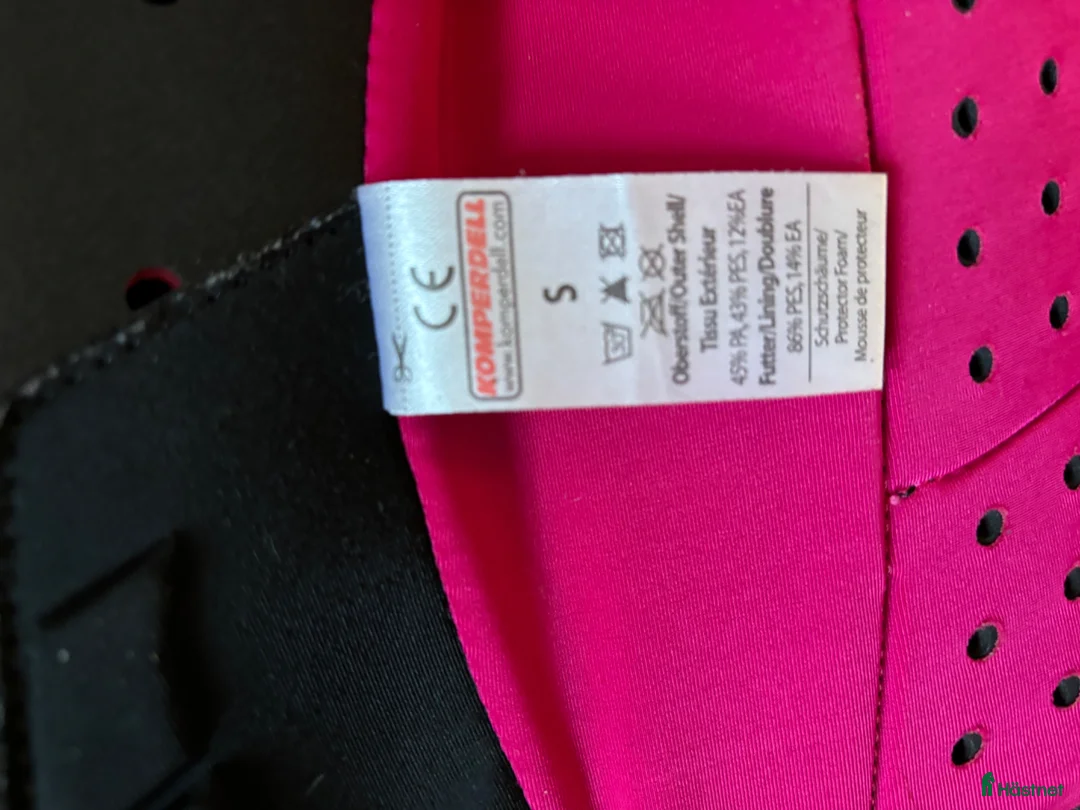 CE
KOMPERDELL
www.komperdell.com
S
30°
Oberstoff/Outer Shell/
Tissu Extérieur
45% PA, 43% PES, 12%EA
Futter/Lining/Doublure
86% PES, 14% EA
Schutzschäume/
Protector Foam/
Mousse de protecteur
Hästnet